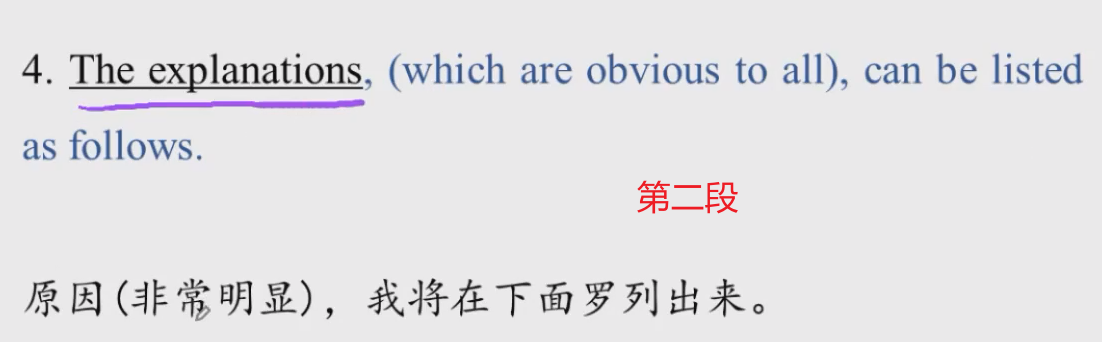 4. The explanations, (which are obvious to all), can be listed
as follows.
第二段
原因(非常明显)，我将在下面罗列出来。